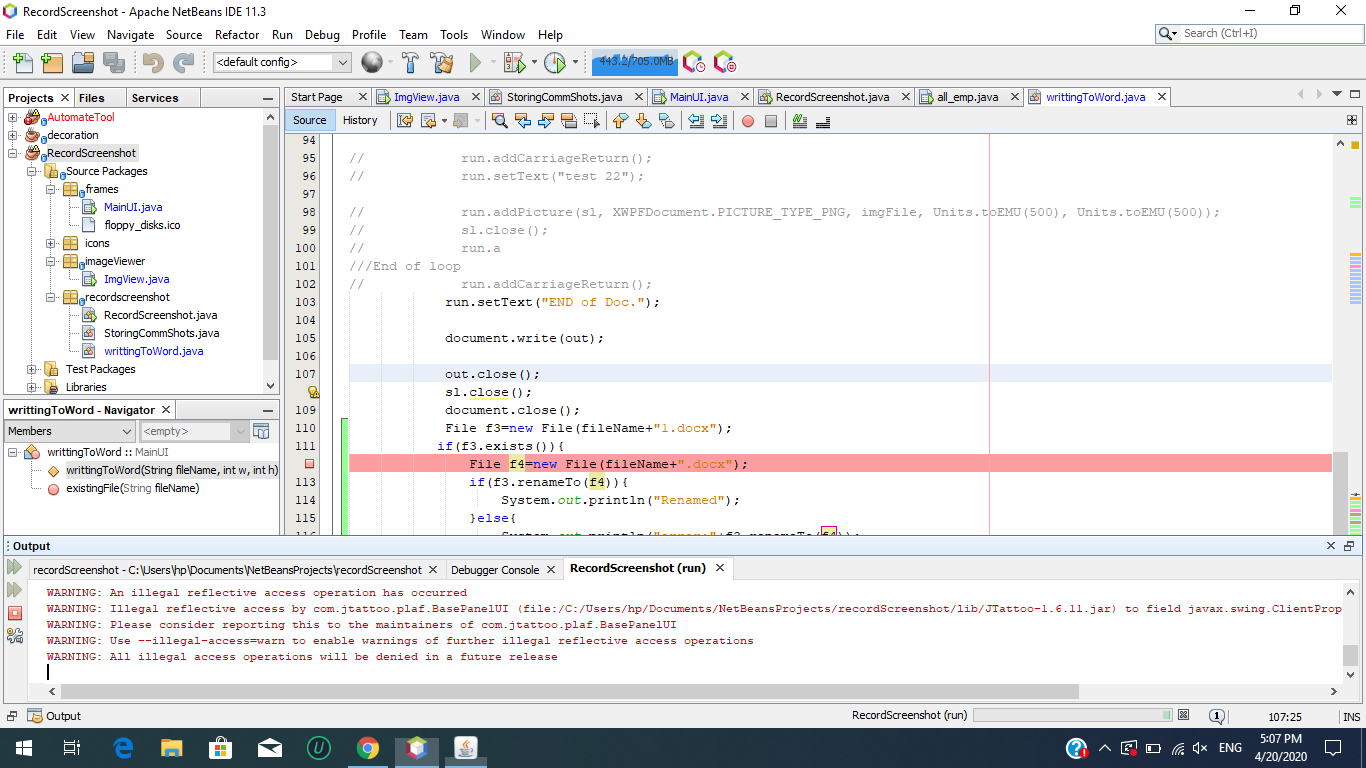 RecordScreenshot - Apache NetBeans IDE 11.3
File Edit View Navigate Source Refactor Run Debug Profile Team Tools Window Help
Search (Ctrl+I)
<default config>
443.2/705.0MB
Projects Files Services
Start Page ImgView.java StoringCommShots.java MainUI.java RecordScreenshot.java all_emp.java writtingToWord.java
Source History
AutomateTool
decoration
RecordScreenshot
Source Packages
frames
MainUI.java
floppy_disks.ico
icons
imageViewer
ImgView.java
recordscreenshot
RecordScreenshot.java
StoringCommShots.java
writtingToWord.java
Test Packages
Libraries
writtingToWord - Navigator
Members <empty>
writtingToWord :: MainUI
writtingToWord(String fileName, int w, int h)
existingFile(String fileName)
94
95 // run.addCarriageReturn();
96 // run.setText("test 22");
97
98 // run.addPicture(sl, XWPFDocument.PICTURE_TYPE_PNG, imgFile, Units.toEMU(500), Units.toEMU(500));
99 // sl.close();
100 // run.a
101 ///End of loop
102 // run.addCarriageReturn();
103 run.setText("END of Doc.");
104
105 document.write(out);
106
107 out.close();
sl.close();
109 document.close();
110 File f3=new File(fileName+"1.docx");
111 if(f3.exists()){
File f4=new File(fileName+".docx");
113 if(f3.renameTo(f4)){
114 System.out.println("Renamed");
115 }else{
Output
recordScreenshot - C:\Users\hp\Documents\NetBeansProjects\recordScreenshot Debugger Console RecordScreenshot (run)
WARNING: An illegal reflective access operation has occurred
WARNING: Illegal reflective access by com.jtattoo.plaf.BasePanelUI (file:/C:/Users/hp/Documents/NetBeansProjects/recordScreenshot/lib/JTattoo-1.6.11.jar) to field javax.swing.ClientProp
WARNING: Please consider reporting this to the maintainers of com.jtattoo.plaf.BasePanelUI
WARNING: Use --illegal-access=warn to enable warnings of further illegal reflective access operations
WARNING: All illegal access operations will be denied in a future release
Output
RecordScreenshot (run)
1
107:25
INS
ENG
5:07 PM
4/20/2020